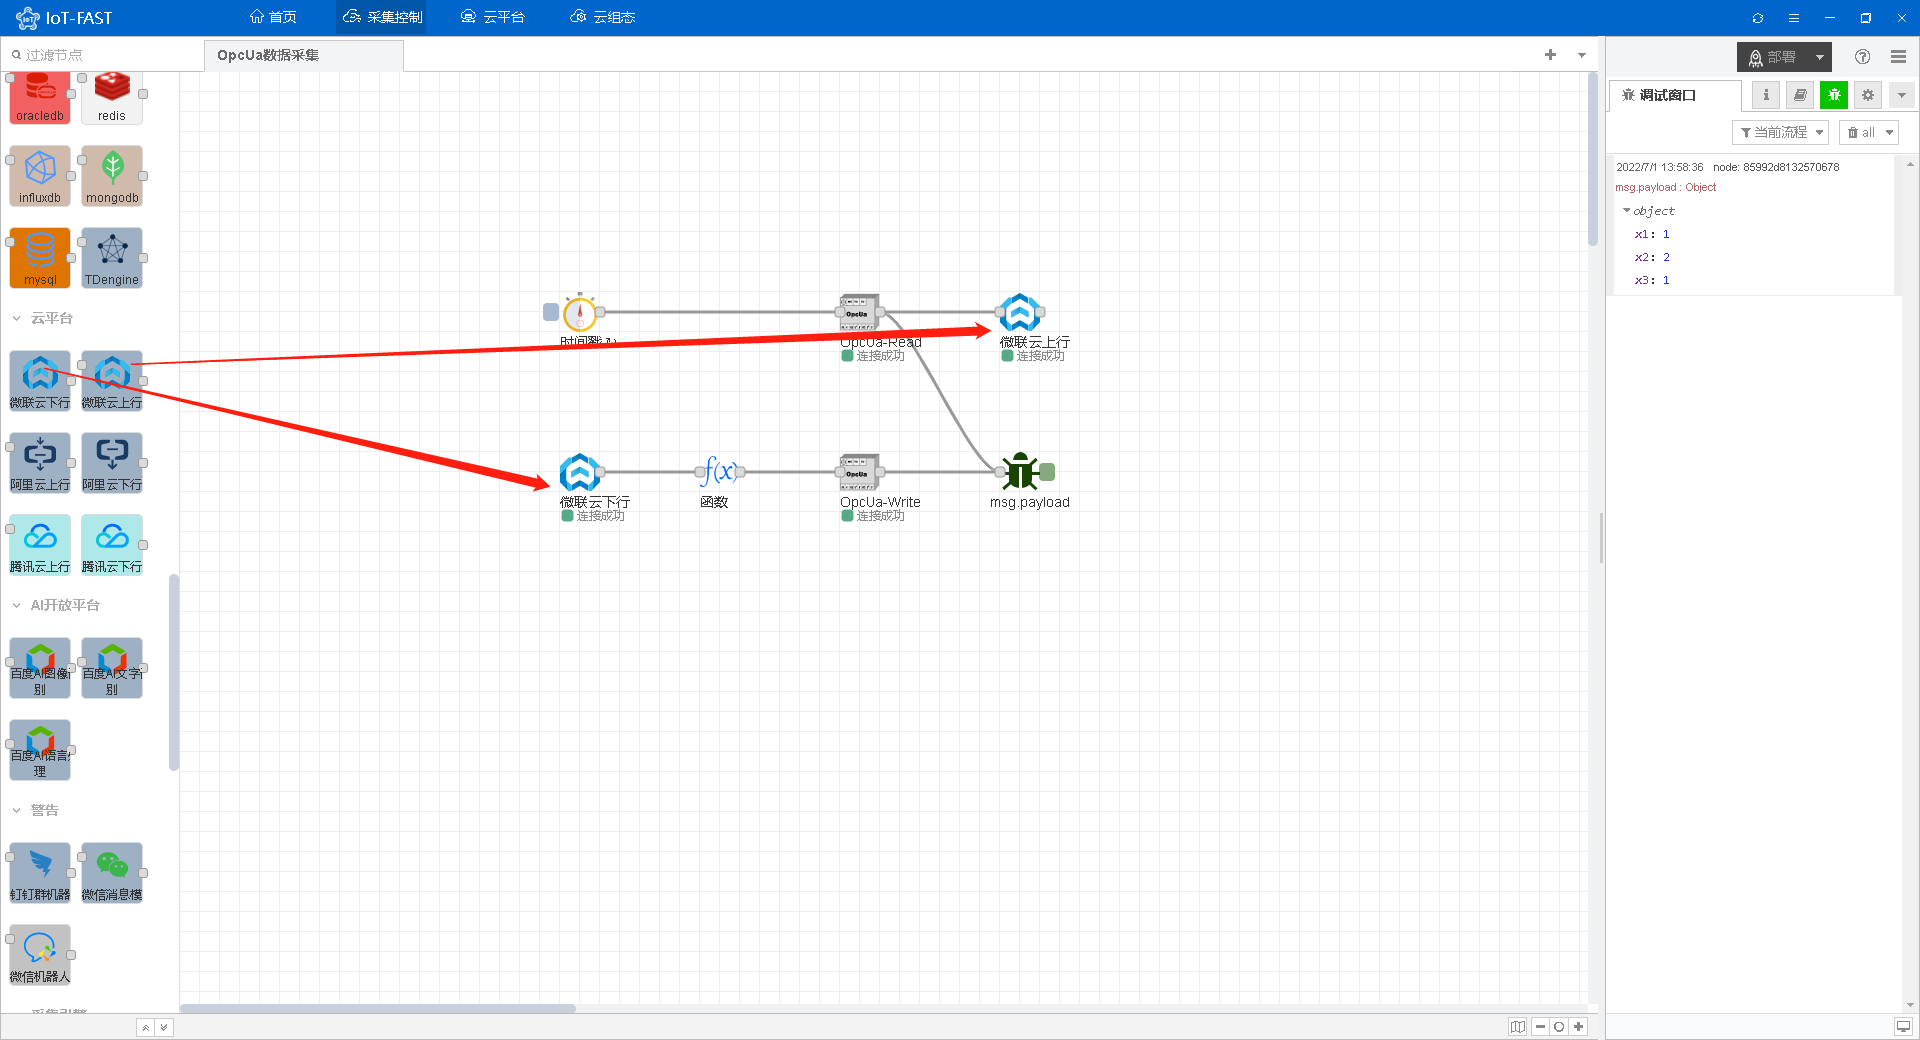 IoT-FAST
首页
采集控制
云平台
云组态
过滤节点
OpcUa数据采集
部署
oracledb
redis
influxdb
mongodb
mysql
TDengine
云平台
微联云下行
微联云上行
阿里云上行
阿里云下行
腾讯云上行
腾讯云下行
AI开放平台
百度AI图像
别
百度AI文字
别
百度AI语言
理
警告
钉钉群机器
微信消息模
微信机器人
时间戳 ↻
OpcUa
OpcUa-Read
连接成功
微联云上行
连接成功
微联云下行
连接成功
f(x)
函数
OpcUa
OpcUa-Write
连接成功
msg.payload
调试窗口
当前流程
all
2022/7/1 13:58:36 node: 85992d8132570678
msg.payload : Object
object
x1: 1
x2: 2
x3: 1